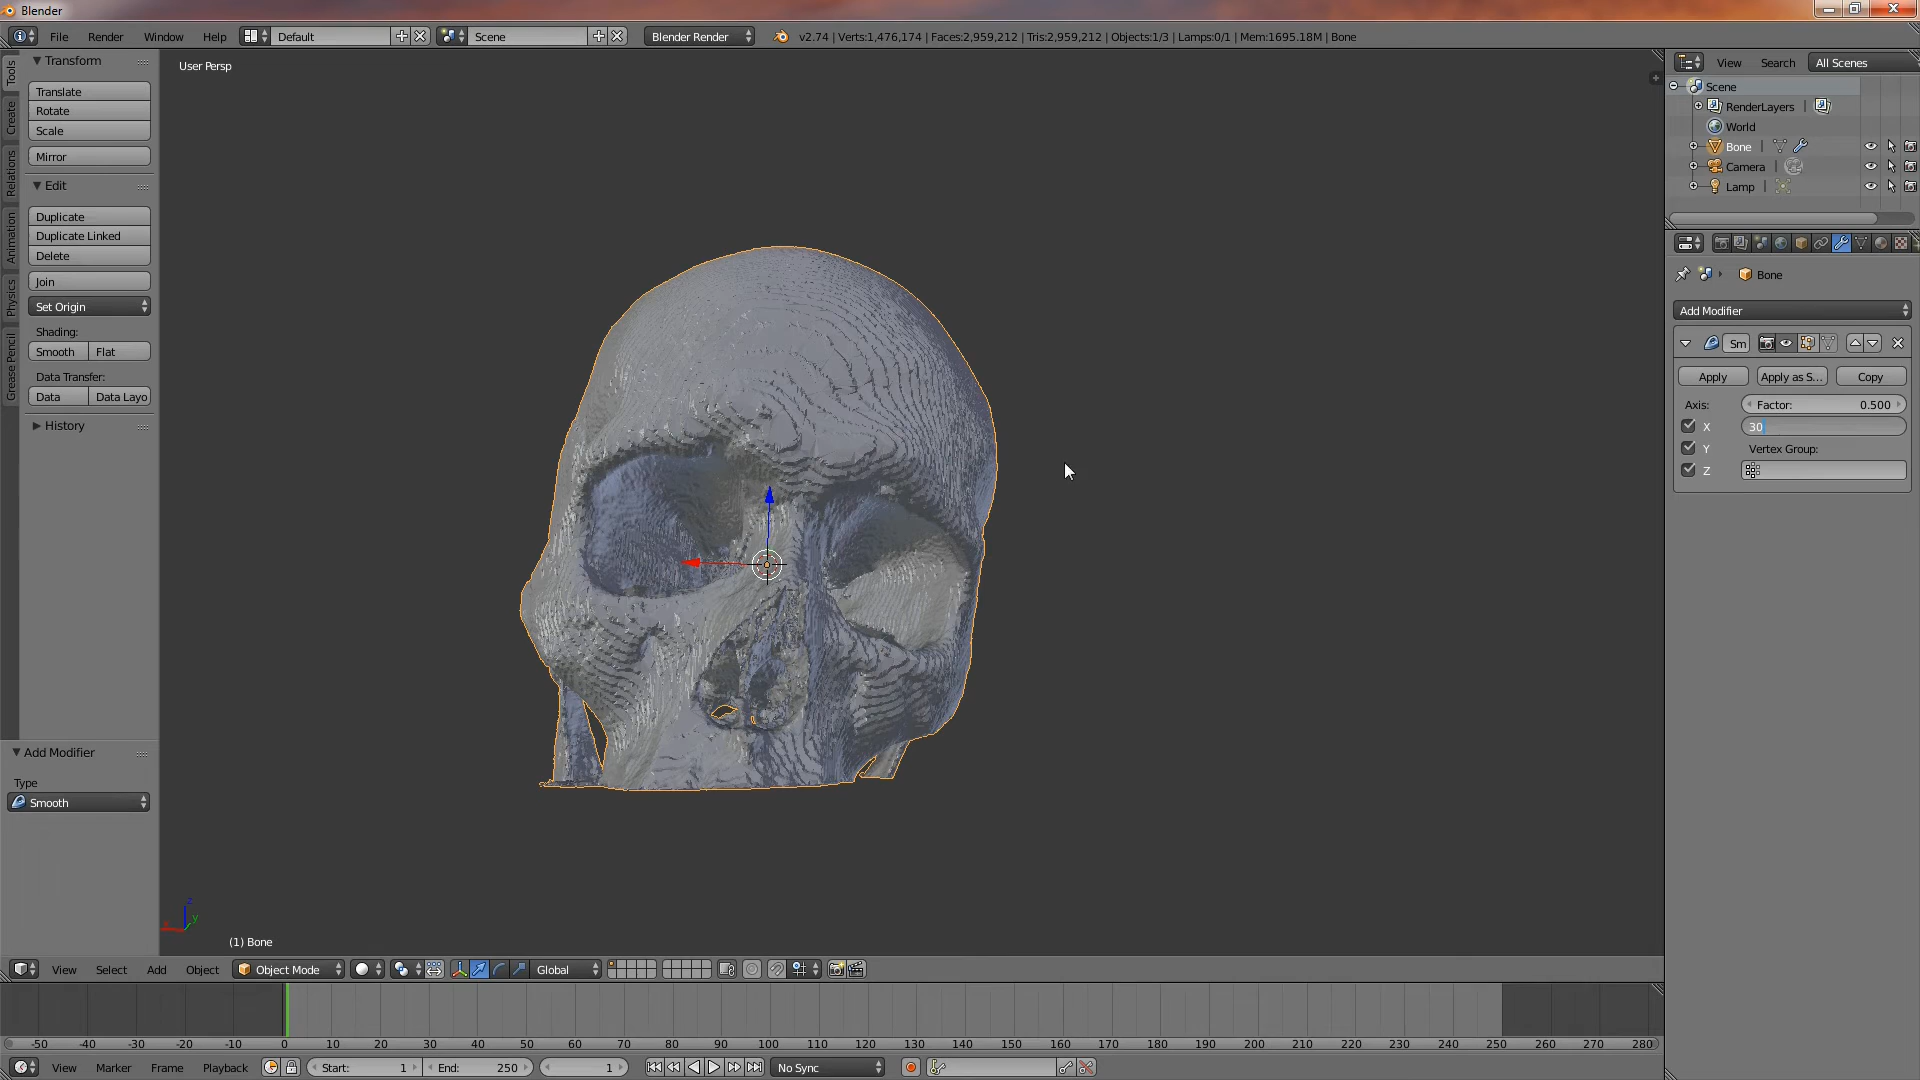 Blender
File Render Window Help Default Scene Blender Render v2.74 | Verts:1,476,174 | Faces:2,959,212 | Tris:2,959,212 | Objects:1/3 | Lamps:0/1 | Mem:1695.18M | Bone
Tools
Create
Relations
Animation
Physics
Grease Pencil
Transform
Translate
Rotate
Scale
Mirror
Edit
Duplicate
Duplicate Linked
Delete
Join
Set Origin
Shading:
Smooth Flat
Data Transfer:
Data Data Layo
History
Add Modifier
Type
Smooth
User Persp
z
y
(1) Bone
View Select Add Object Object Mode Global
View Search All Scenes
Scene
RenderLayers |
World
Bone |
Camera |
Lamp |
Bone
Add Modifier
Sm
Apply Apply as S... Copy
Axis: Factor: 0.500
X 30
Y Vertex Group:
Z
-50 -40 -30 -20 -10 0 10 20 30 40 50 60 70 80 90 100 110 120 130 140 150 160 170 180 190 200 210 220 230 240 250 260 270 280
View Marker Frame Playback Start: 1 End: 250 1 No Sync